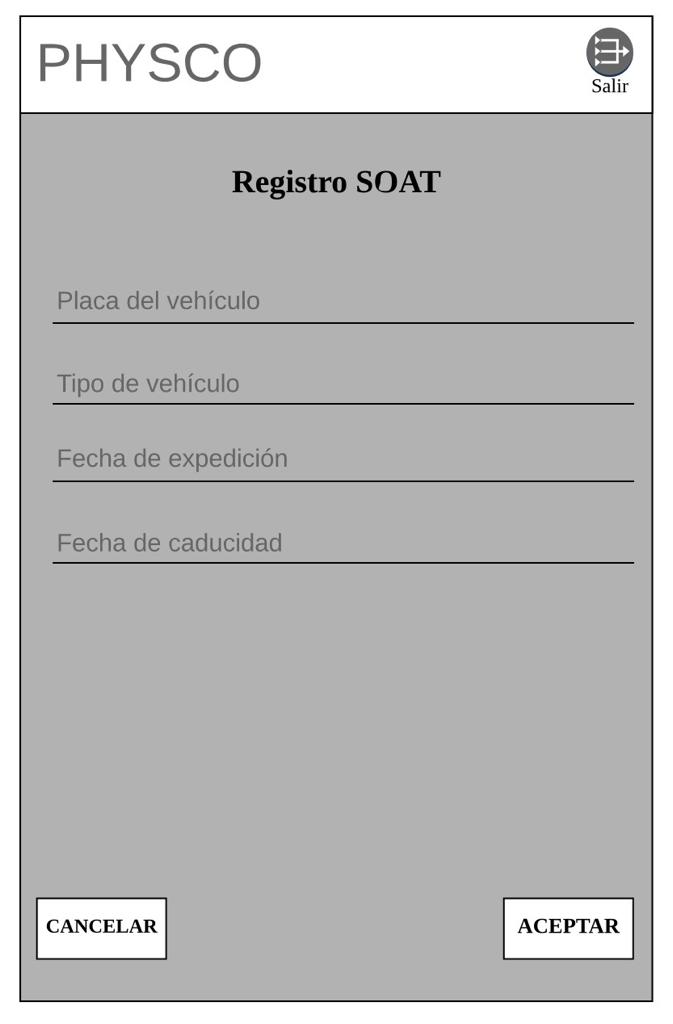 PHYSCO
Salir
Registro SOAT
Placa del vehículo
Tipo de vehículo
Fecha de expedición
Fecha de caducidad
CANCELAR
ACEPTAR